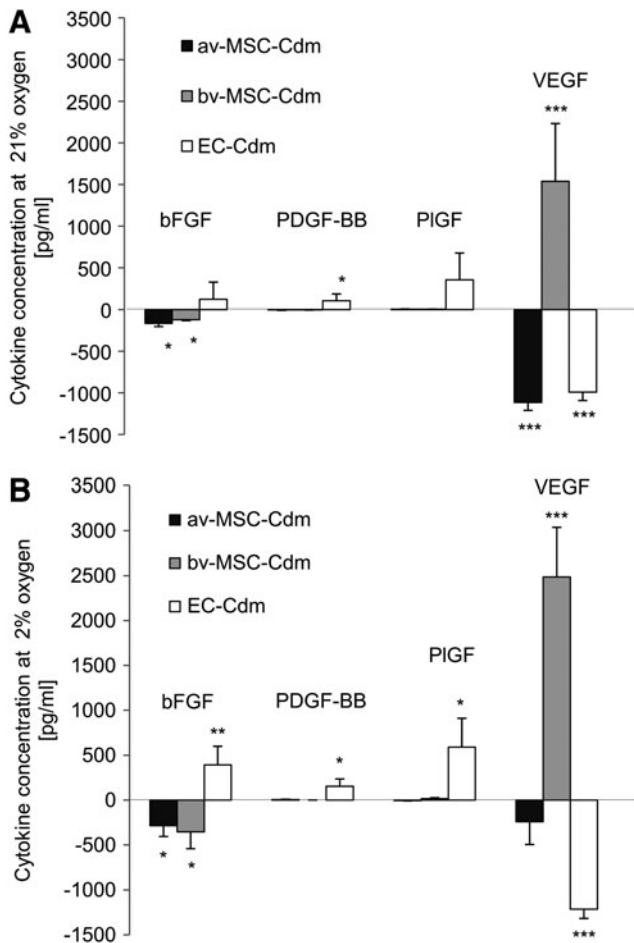 A
Cytokine concentration at 21% oxygen
[pg/ml]
3500
3000
2500
2000
1500
1000
500
0
-500
-1000
-1500
av-MSC-Cdm
bv-MSC-Cdm
EC-Cdm
bFGF
PDGF-BB
PlGF
VEGF
*
*
*
***
***
***
B
Cytokine concentration at 2% oxygen
[pg/ml]
3500
3000
2500
2000
1500
1000
500
0
-500
-1000
-1500
av-MSC-Cdm
bv-MSC-Cdm
EC-Cdm
bFGF
PDGF-BB
PlGF
VEGF
*
*
**
*
*
***
***